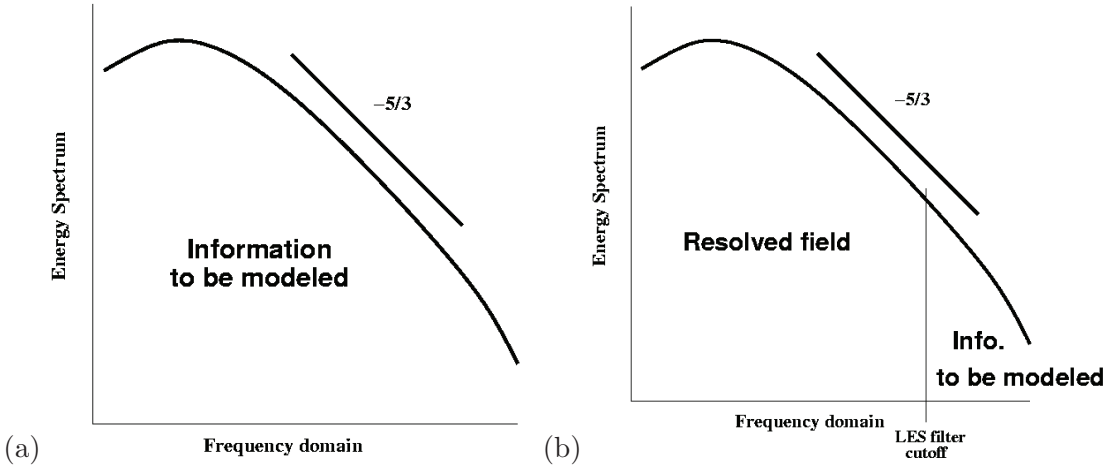 Energy Spectrum
−5/3
Information
to be modeled
(a)
Frequency domain
Energy Spectrum
−5/3
Resolved field
Info.
to be modeled
(b)
Frequency domain
LES filter
cutoff